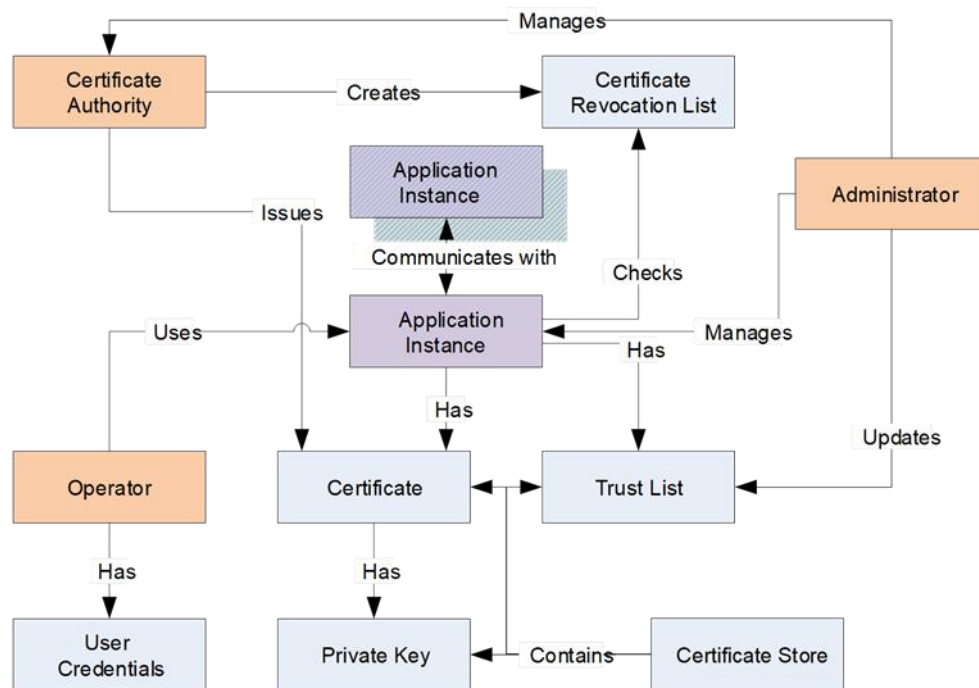 Manages
Certificate
Authority
Creates
Certificate
Revocation List
Application
Instance
Administrator
Issues
Communicates with
Checks
Uses
Application
Instance
Manages
Has
Has
Updates
Operator
Certificate
Trust List
Has
Has
User
Credentials
Private Key
Contains
Certificate Store